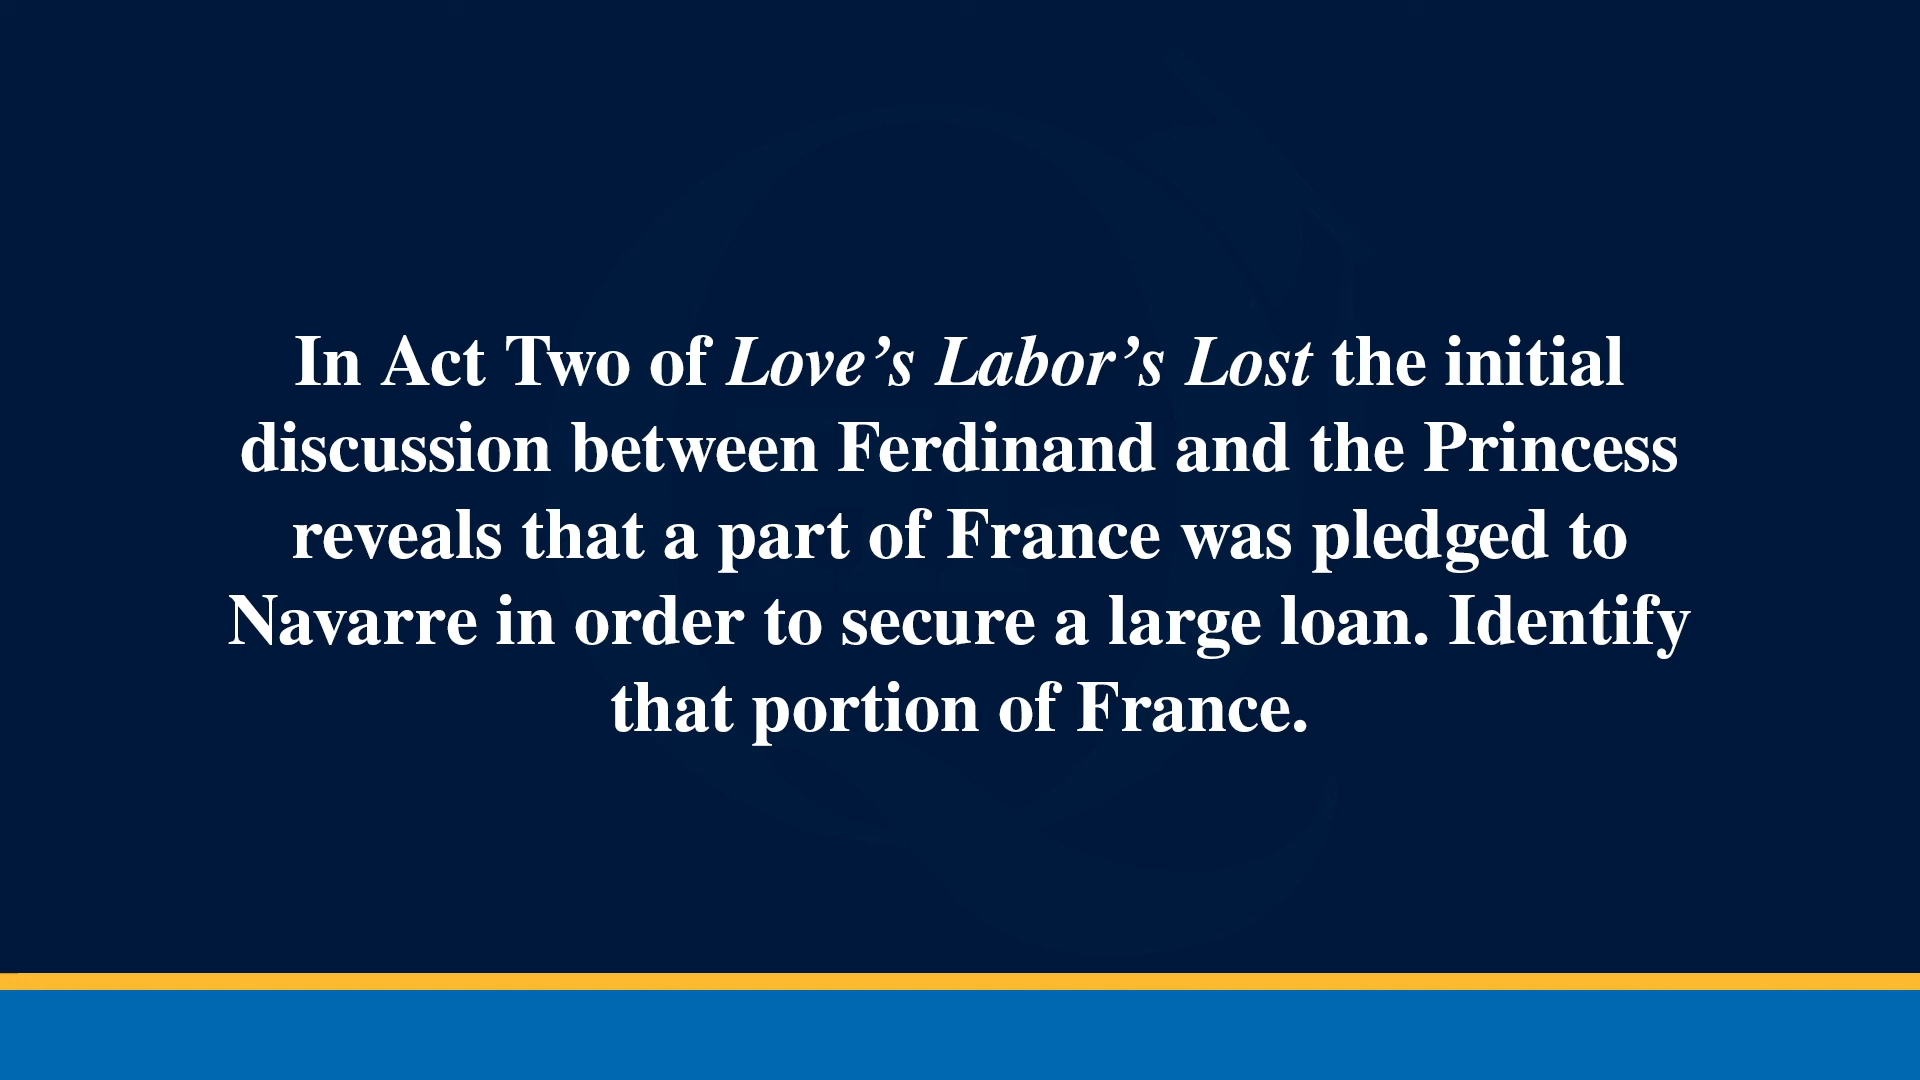 In Act Two of Love’s Labor’s Lost the initial
discussion between Ferdinand and the Princess
reveals that a part of France was pledged to
Navarre in order to secure a large loan. Identify
that portion of France.